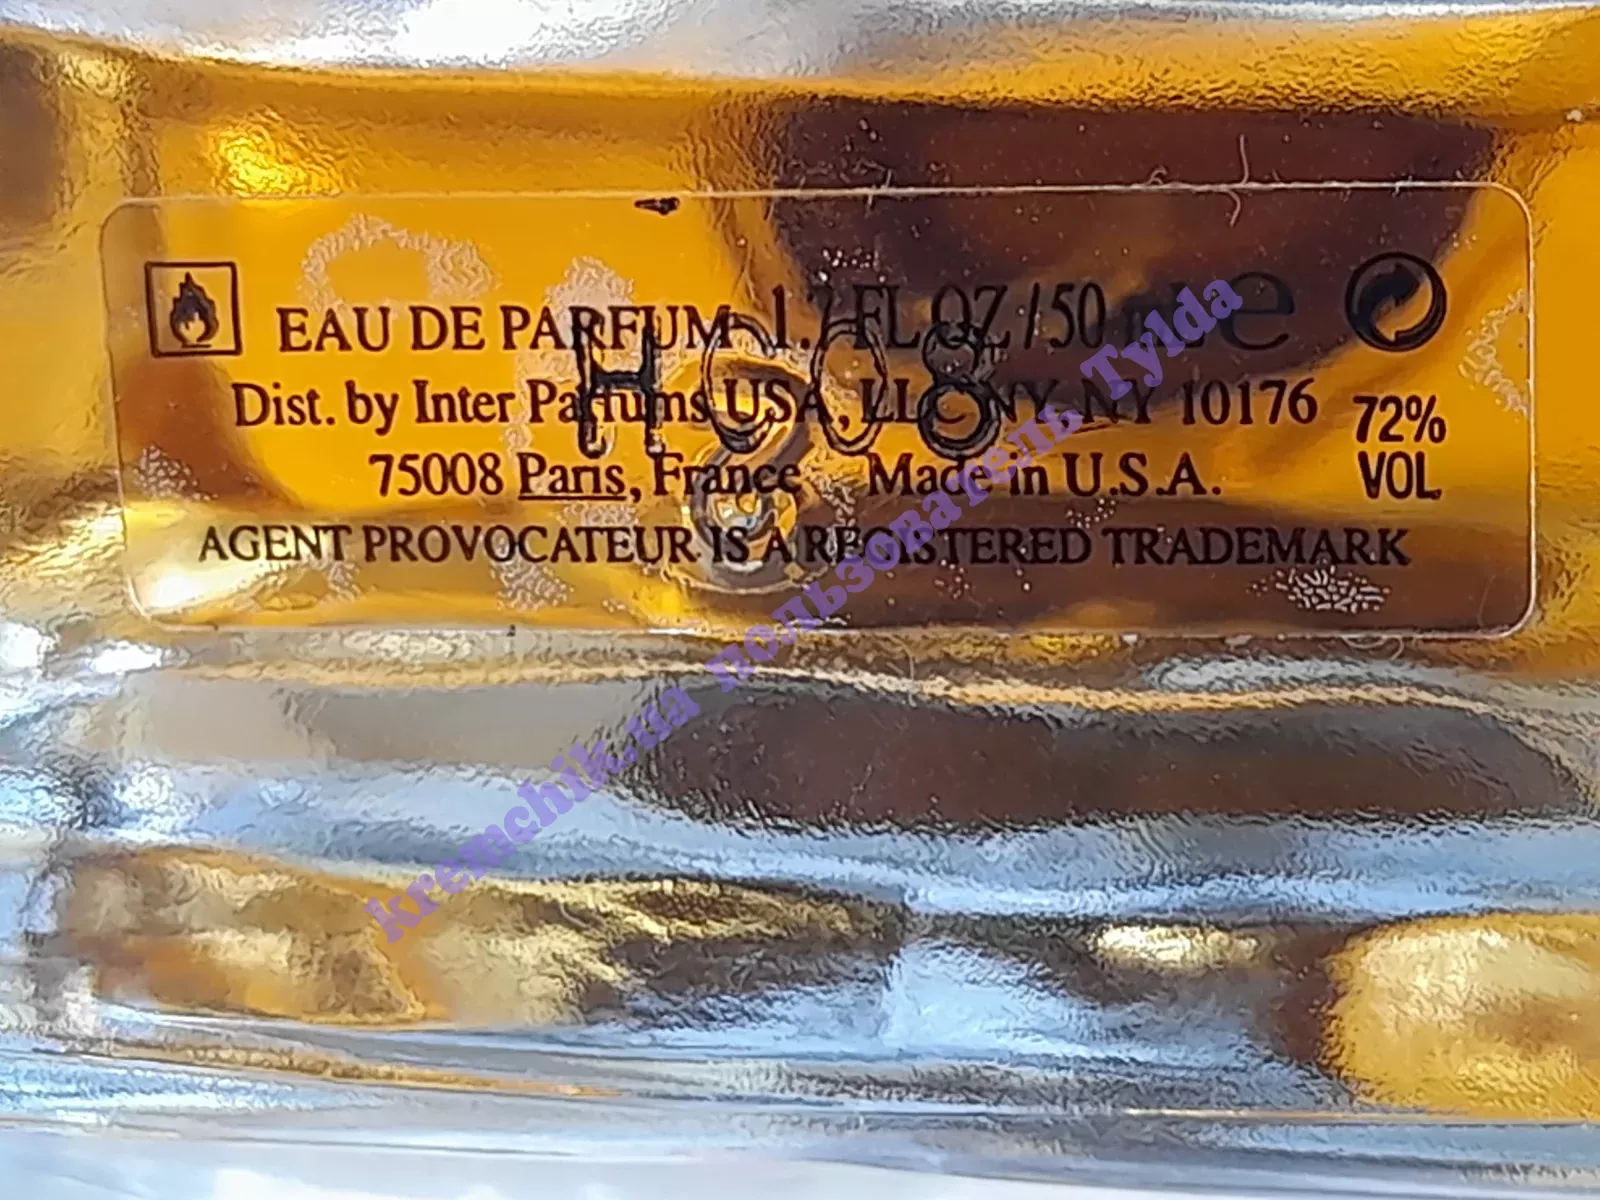 EAU DE PARFUM 1.7 FL OZ / 50 ml e
Dist. by Inter Parfums USA, LLC NY, NY 10176
75008 Paris, France Made in U.S.A.
AGENT PROVOCATEUR IS A REGISTERED TRADEMARK
72%
VOL
H008
kremchik.ua пользователь Tylda